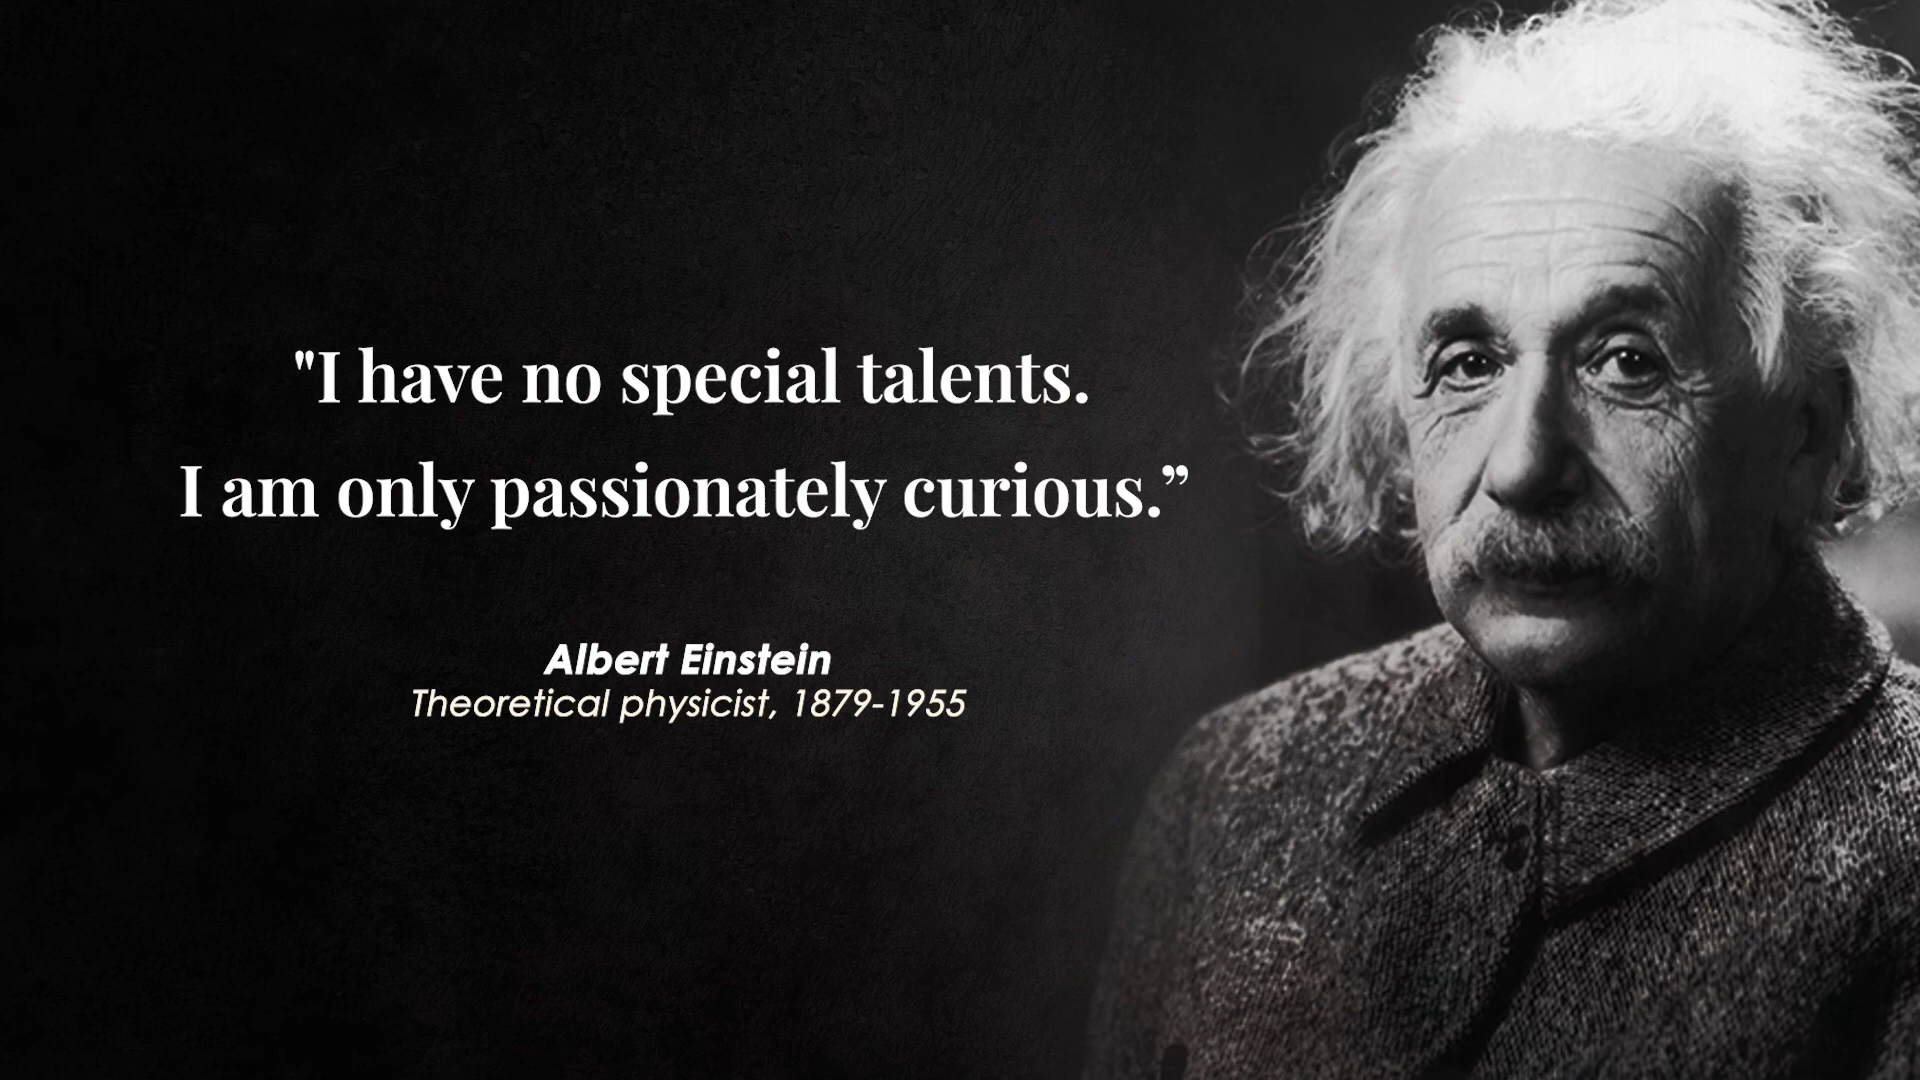 "I have no special talents.
I am only passionately curious.”
Albert Einstein
Theoretical physicist, 1879-1955